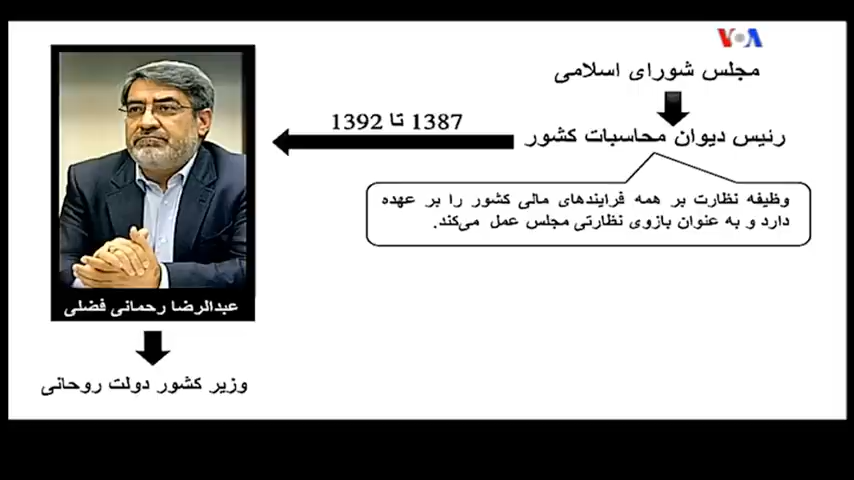 VOA
مجلس شورای اسلامی
رئیس دیوان محاسبات کشور
1387 تا 1392
وظیفه نظارت بر همه فرایندهای مالی کشور را بر عهده
دارد و به عنوان بازوی نظارتی مجلس عمل می‌کند.
عبدالرضا رحمانی فضلی
وزیر کشور دولت روحانی